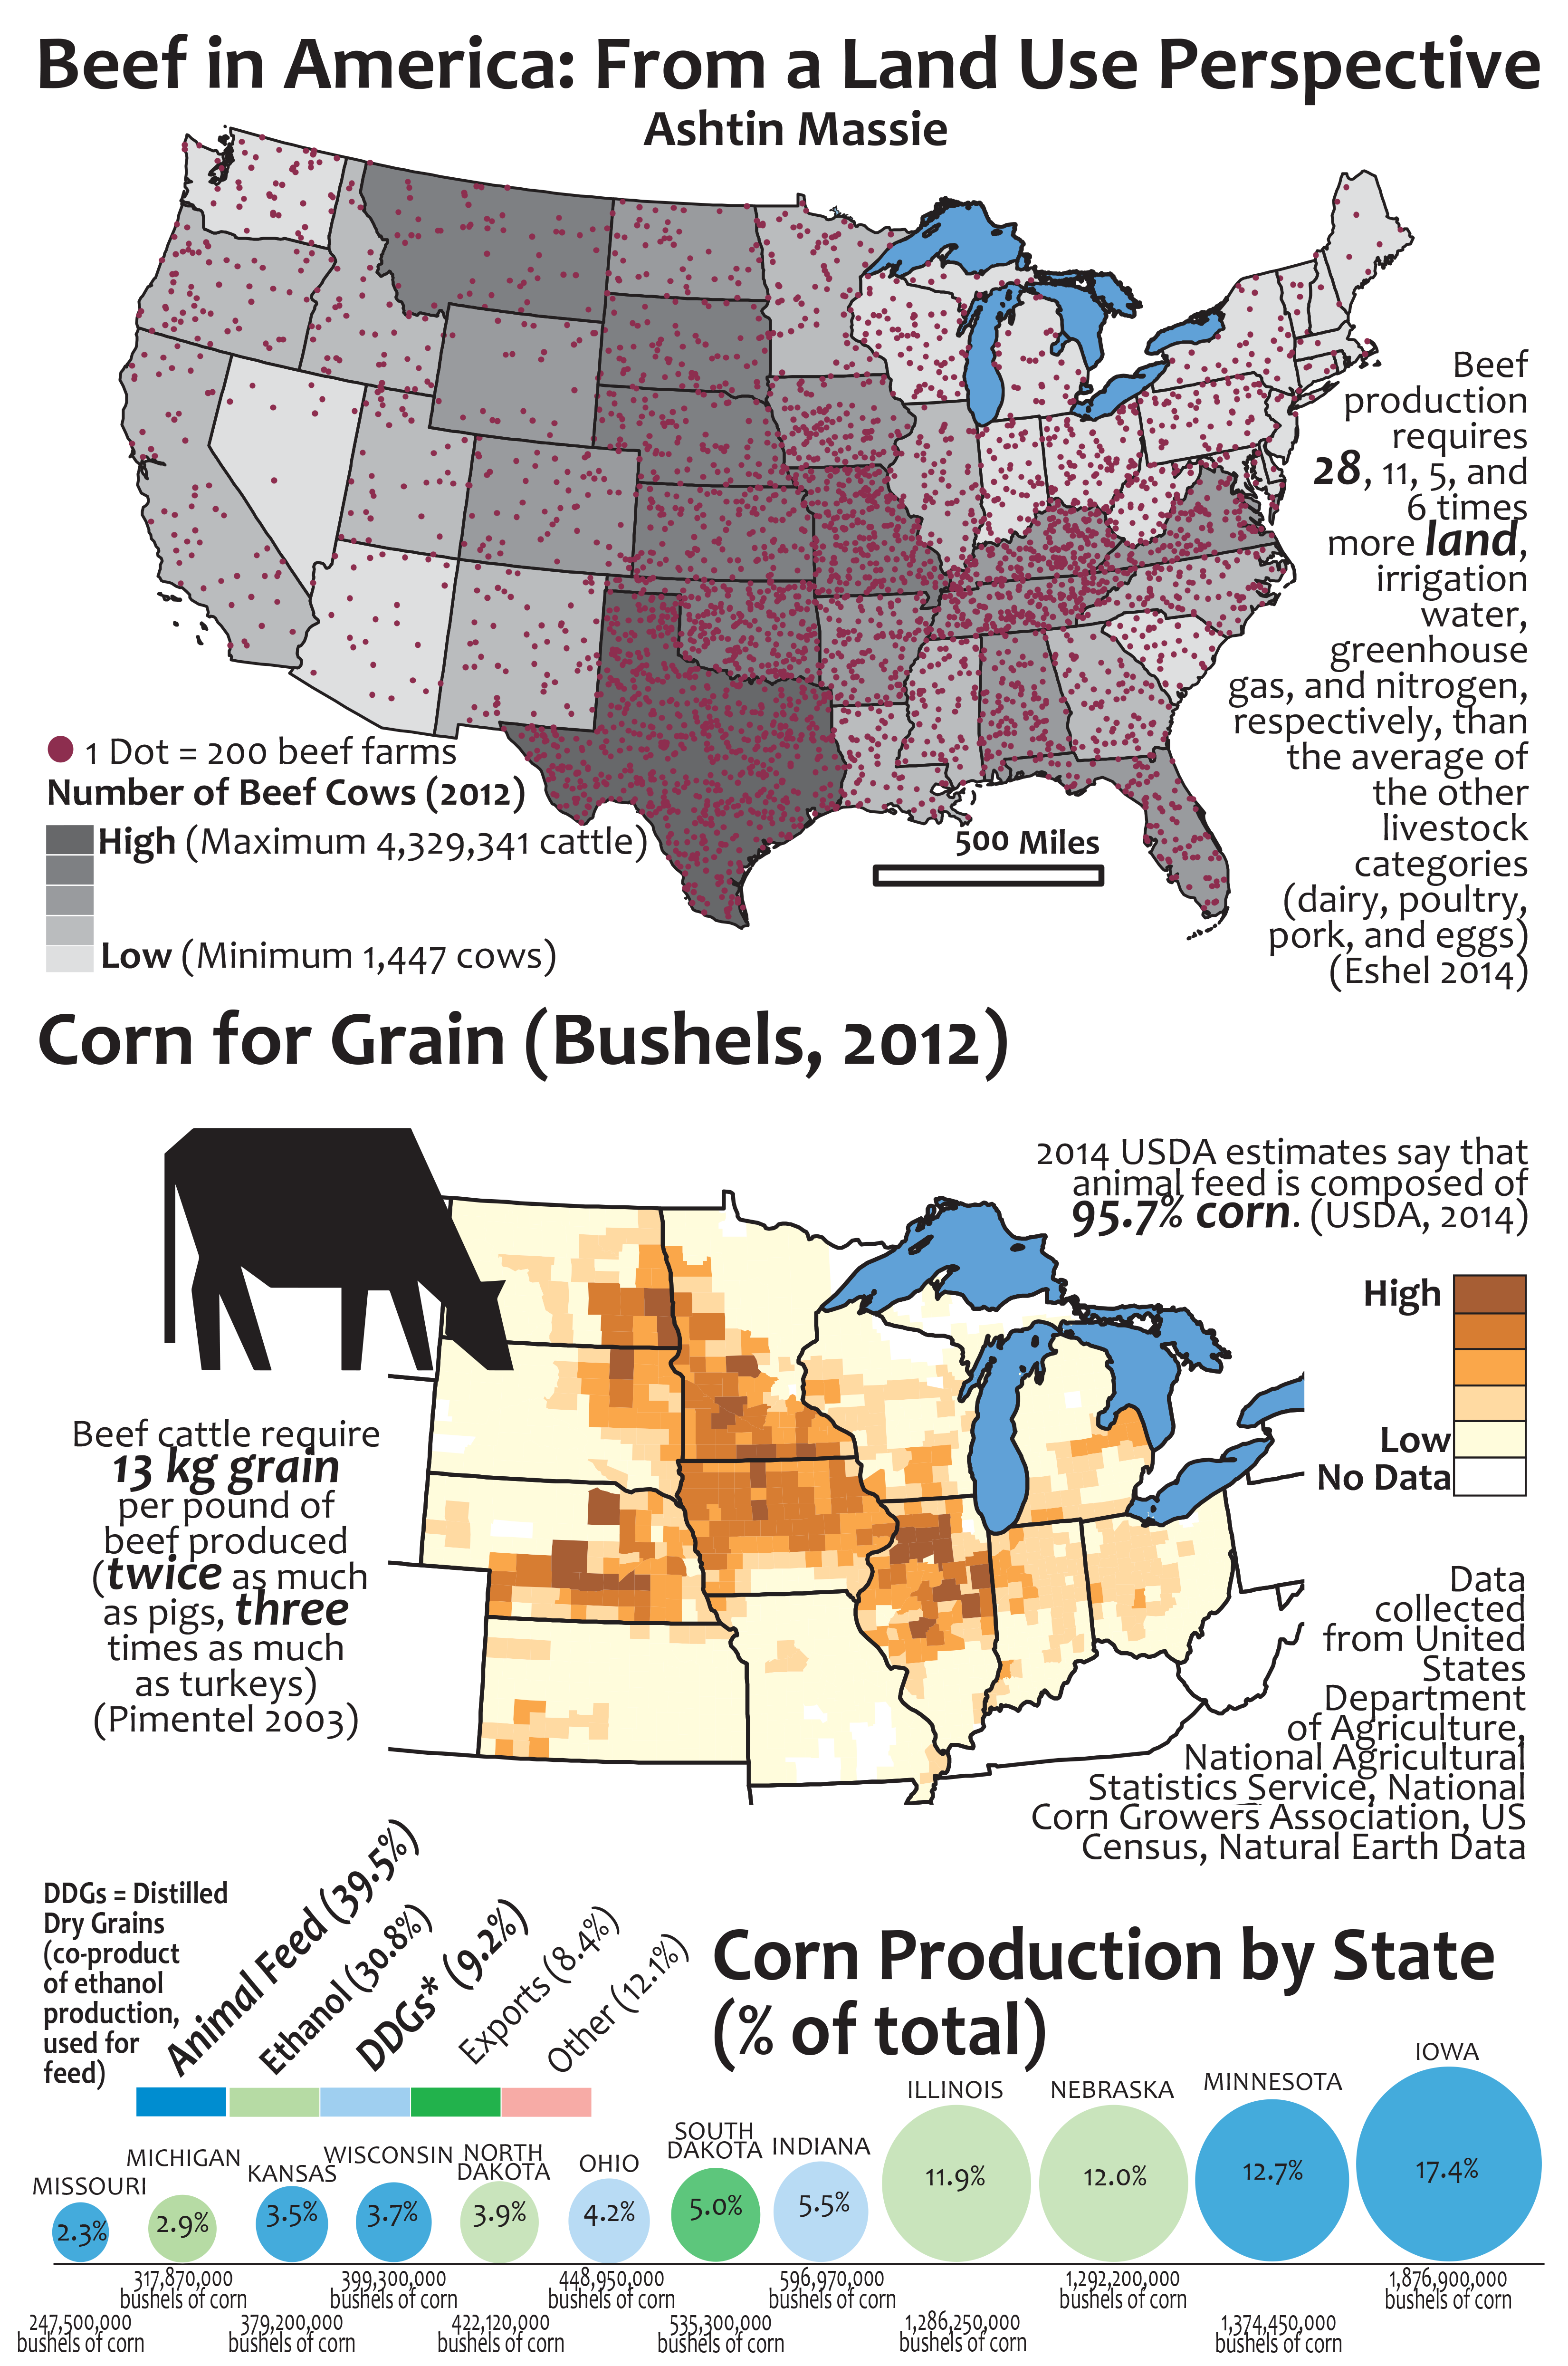 Beef in America: From a Land Use Perspective
Ashtin Massie
Beef
production
requires
28, 11, 5, and
6 times
more land,
irrigation
water,
greenhouse
gas, and nitrogen,
respectively, than
the average of
the other
livestock
categories
(dairy, poultry,
pork, and eggs)
(Eshel 2014)
1 Dot = 200 beef farms
Number of Beef Cows (2012)
High (Maximum 4,329,341 cattle)
Low (Minimum 1,447 cows)
500 Miles
Corn for Grain (Bushels, 2012)
2014 USDA estimates say that
animal feed is composed of
95.7% corn. (USDA, 2014)
High
Low
No Data
Beef cattle require
13 kg grain
per pound of
beef produced
(twice as much
as pigs, three
times as much
as turkeys)
(Pimentel 2003)
Data
collected
from United
States
Department
of Agriculture,
National Agricultural
Statistics Service, National
Corn Growers Association, US
Census, Natural Earth Data
DDGs = Distilled
Dry Grains
(co-product
of ethanol
production,
used for
feed)
Animal Feed (39.5%)
Ethanol (30.8%)
DDGs* (9.2%)
Exports (8.4%)
Other (12.1%)
Corn Production by State
(% of total)
MISSOURI
2.3%
247,500,000
bushels of corn
MICHIGAN
2.9%
317,870,000
bushels of corn
KANSAS
3.5%
379,200,000
bushels of corn
WISCONSIN
3.7%
399,300,000
bushels of corn
NORTH
DAKOTA
3.9%
422,120,000
bushels of corn
OHIO
4.2%
448,950,000
bushels of corn
SOUTH
DAKOTA
5.0%
535,300,000
bushels of corn
INDIANA
5.5%
596,970,000
bushels of corn
ILLINOIS
11.9%
1,286,250,000
bushels of corn
NEBRASKA
12.0%
1,292,200,000
bushels of corn
MINNESOTA
12.7%
1,374,450,000
bushels of corn
IOWA
17.4%
1,876,900,000
bushels of corn